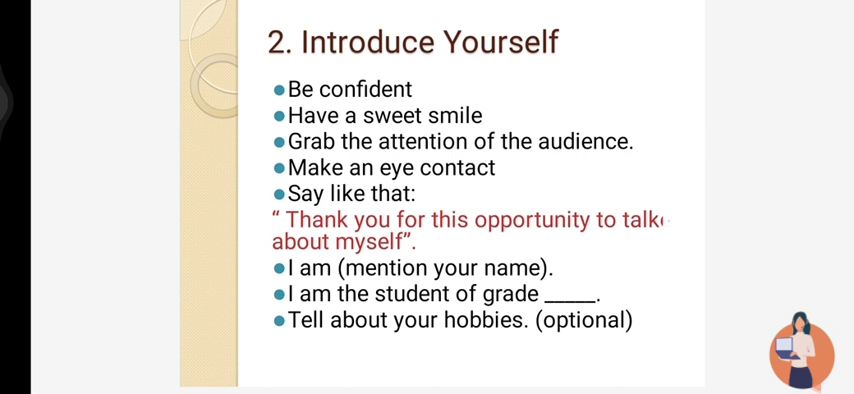 2. Introduce Yourself
●Be confident
●Have a sweet smile
●Grab the attention of the audience.
●Make an eye contact
●Say like that:
“ Thank you for this opportunity to talk
about myself”.
●I am (mention your name).
●I am the student of grade _____.
●Tell about your hobbies. (optional)